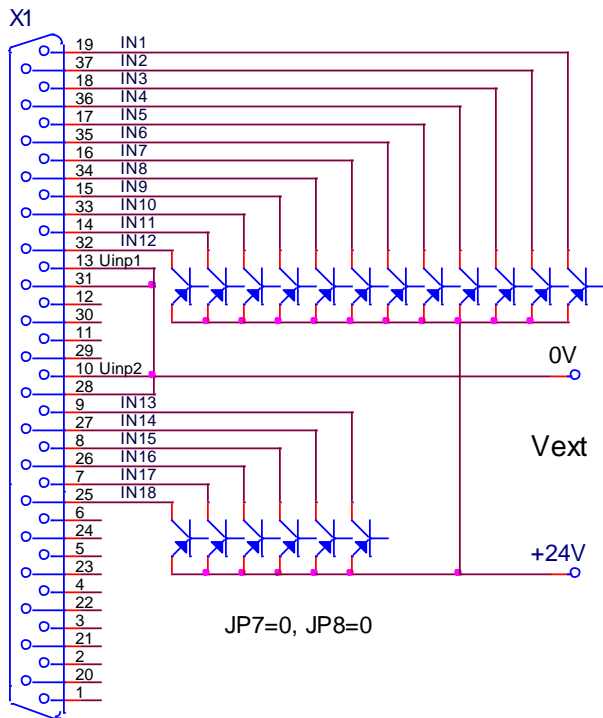 X1
19 IN1
37 IN2
18 IN3
36 IN4
17 IN5
35 IN6
16 IN7
34 IN8
15 IN9
33 IN10
14 IN11
32 IN12
13 Uinp1
31
12
30
11
29
10 Uinp2
0V
28
9 IN13
27 IN14
8 IN15
Vext
26 IN16
7 IN17
25 IN18
6
24
5
+24V
23
4
22
3
JP7=0, JP8=0
21
2
20
1